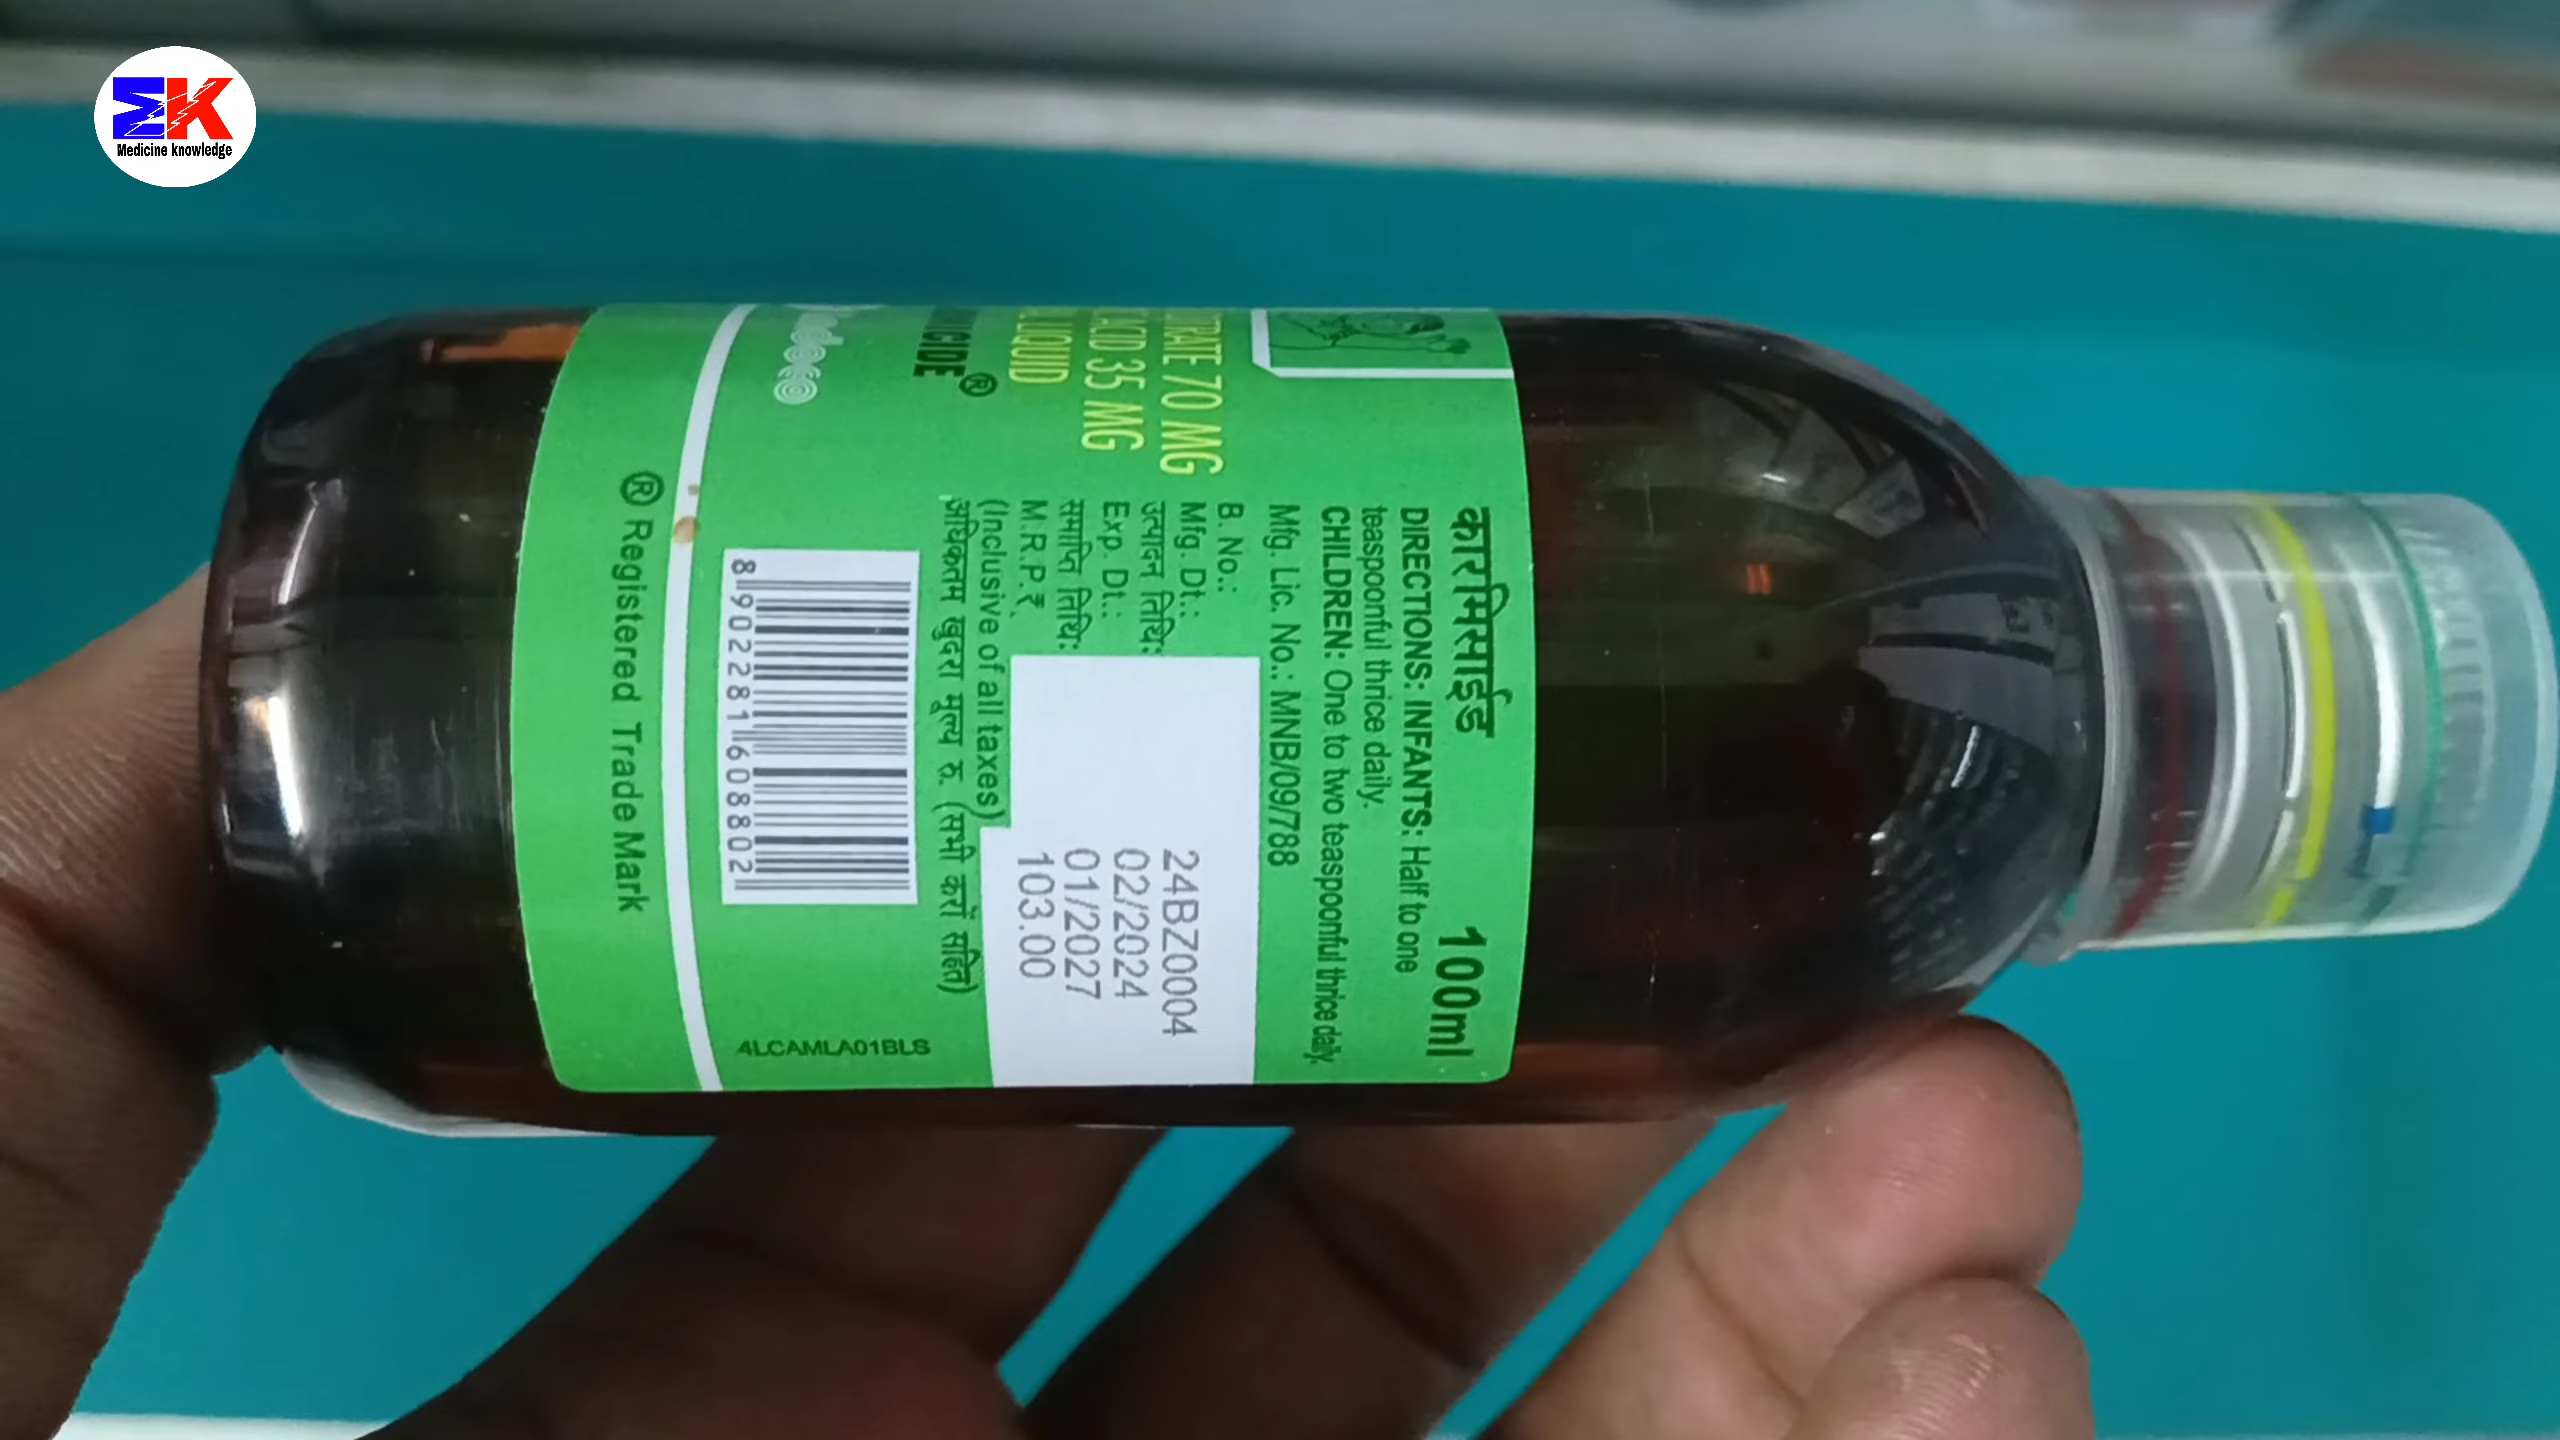 EK
Medicine knowledge
कारमिसाईड
100ml
DIRECTIONS: INFANTS: Half to one
teaspoonful thrice daily.
CHILDREN: One to two teaspoonful thrice daily.
Mfg. Lic. No.: MNB/09/788
B. No.:
24BZ0004
Mfg. Dt.:
उत्पादन तिथि:
02/2024
Exp. Dt.:
समाप्ति तिथि:
01/2027
M.R.P.₹.
103.00
(Inclusive of all taxes)
अधिकतम खुदरा मूल्य रु. (सभी करों सहित)
70 MG
ACID 35 MG
LIQUID
8 902281 608802
4LCAMLA01BLS
® Registered Trade Mark